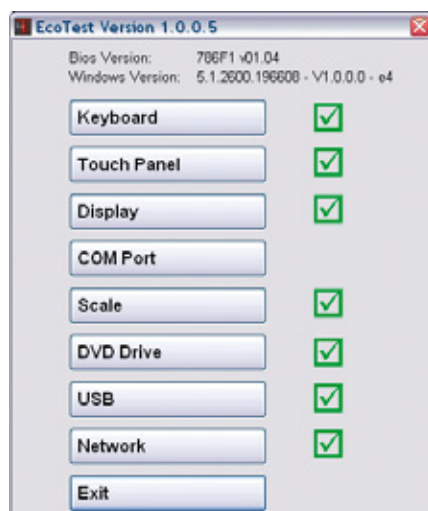 EcoTest Version 1.0.0.5
Bios Version: 786F1 v01.04
Windows Version: 5.1.2600.196608 - V1.0.0.0 - e4
Keyboard
Touch Panel
Display
COM Port
Scale
DVD Drive
USB
Network
Exit